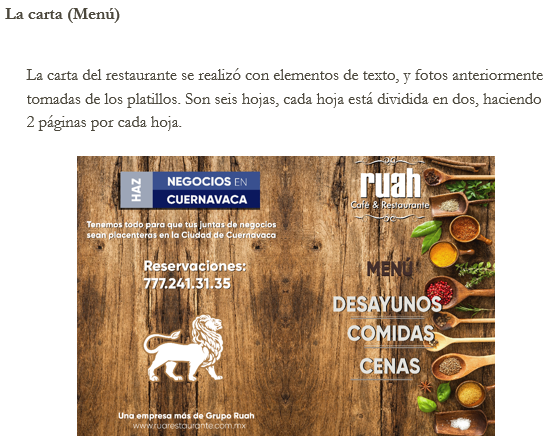 La carta (Menú)
La carta del restaurante se realizó con elementos de texto, y fotos anteriormente
tomadas de los platillos. Son seis hojas, cada hoja está dividida en dos, haciendo
2 páginas por cada hoja.
HAZ
NEGOCIOS EN
CUERNAVACA
Tenemos todo para que tus juntas de negocios
sean placenteras en la Ciudad de Cuernavaca
Reservaciones:
777.241.31.35
Una empresa más de Grupo Ruah
www.ruarestaurante.com.mx
ruah
Café & Restaurante
MENÚ
DESAYUNOS
COMIDAS
CENAS